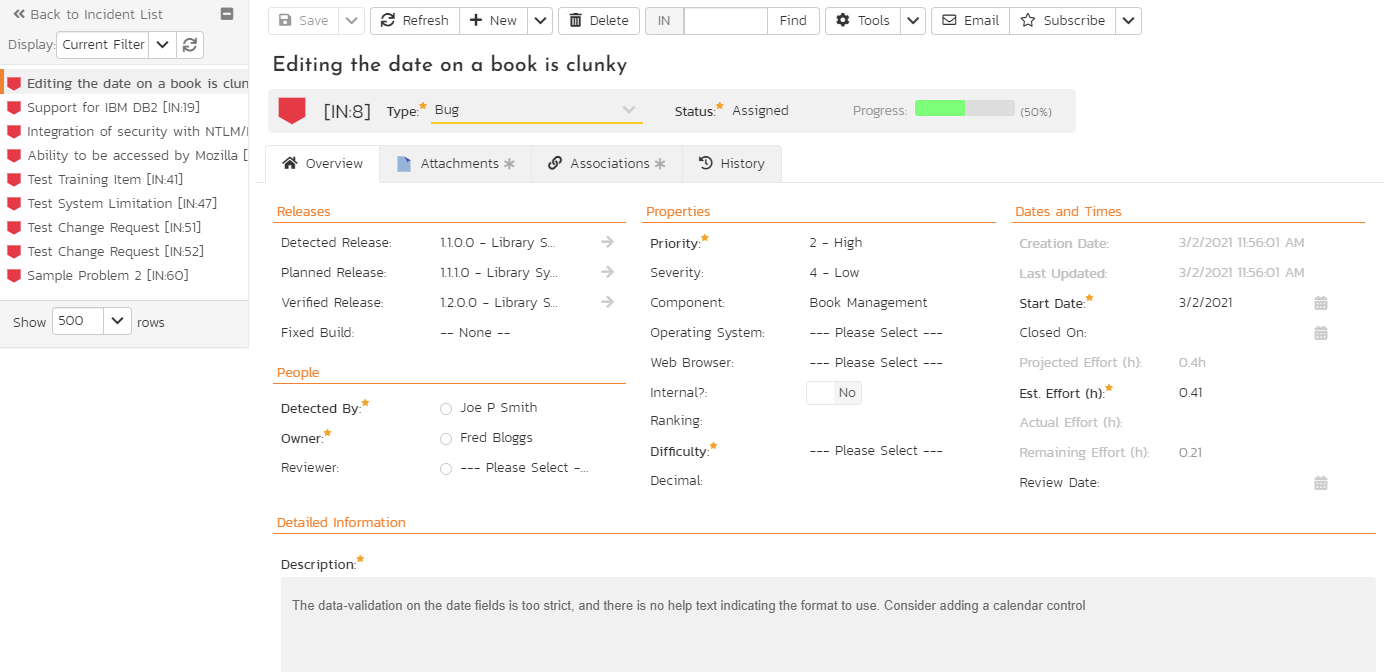 Back to Incident List
Display: Current Filter
Editing the date on a book is clun
Support for IBM DB2 [IN:19]
Integration of security with NTLM/
Ability to be accessed by Mozilla [
Test Training Item [IN:41]
Test System Limitation [IN:47]
Test Change Request [IN:51]
Test Change Request [IN:52]
Sample Problem 2 [IN:60]
Show 500 rows
Save Refresh New Delete IN Find Tools Email Subscribe
Editing the date on a book is clunky
[IN:8] Type: Bug Status: Assigned Progress: (50%)
Overview Attachments Associations History
Releases
Detected Release: 1.1.0.0 - Library S...
Planned Release: 1.1.1.0 - Library Sy...
Verified Release: 1.2.0.0 - Library S...
Fixed Build: -- None --
People
Detected By: Joe P Smith
Owner: Fred Bloggs
Reviewer: --- Please Select -...
Properties
Priority: 2 - High
Severity: 4 - Low
Component: Book Management
Operating System: --- Please Select ---
Web Browser: --- Please Select ---
Internal?: No
Ranking:
Difficulty: --- Please Select ---
Decimal:
Dates and Times
Creation Date: 3/2/2021 11:56:01 AM
Last Updated: 3/2/2021 11:56:01 AM
Start Date: 3/2/2021
Closed On:
Projected Effort (h): 0.4h
Est. Effort (h): 0.41
Actual Effort (h):
Remaining Effort (h): 0.21
Review Date:
Detailed Information
Description:
The data-validation on the date fields is too strict, and there is no help text indicating the format to use. Consider adding a calendar control